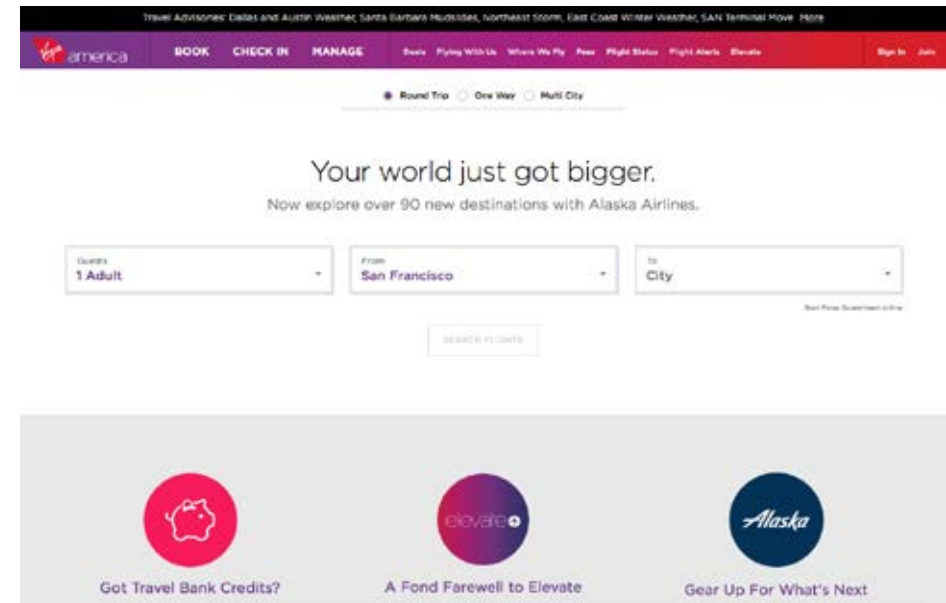 Travel Advisories: Dallas and Austin Weather, Santa Barbara Mudslides, Northeast Storm, East Coast Winter Weather, SAN Terminal Move More
Virgin america BOOK CHECK IN MANAGE Deals Flying With Us Where We Fly Fees Flight Status Flight Alerts Elevate Sign In Join
Round Trip One Way Multi City
Your world just got bigger.
Now explore over 90 new destinations with Alaska Airlines.
Guests From To
1 Adult San Francisco City
SEARCH FLIGHTS
elevate Alaska
Got Travel Bank Credits? A Fond Farewell to Elevate Gear Up For What's Next